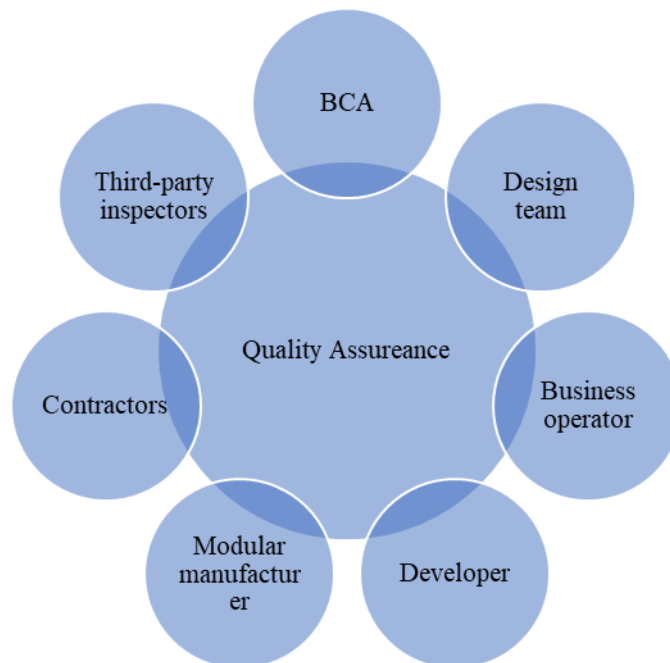 BCA
Third-party
inspectors
Design
team
Quality Assureance
Contractors
Business
operator
Modular
manufactur
er
Developer